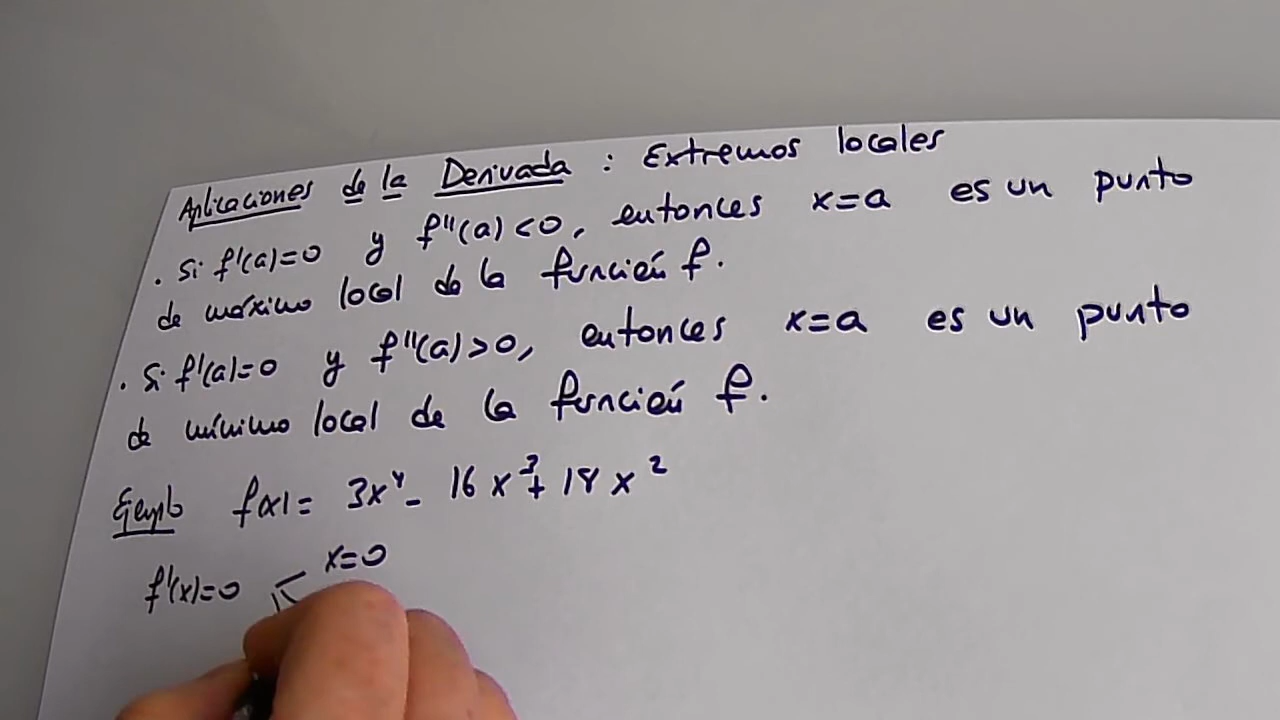 Aplicaciones de la Derivada : Extremos locales
. Si f'(a)=0 y f''(a)<0, entonces x=a es un punto
de máximo local de la función f.
. Si f'(a)=0 y f''(a)>0, entonces x=a es un punto
de mínimo local de la función f.
Ejemplo f(x)= 3x⁴- 16x³+ 18x²
f'(x)=0 x=0